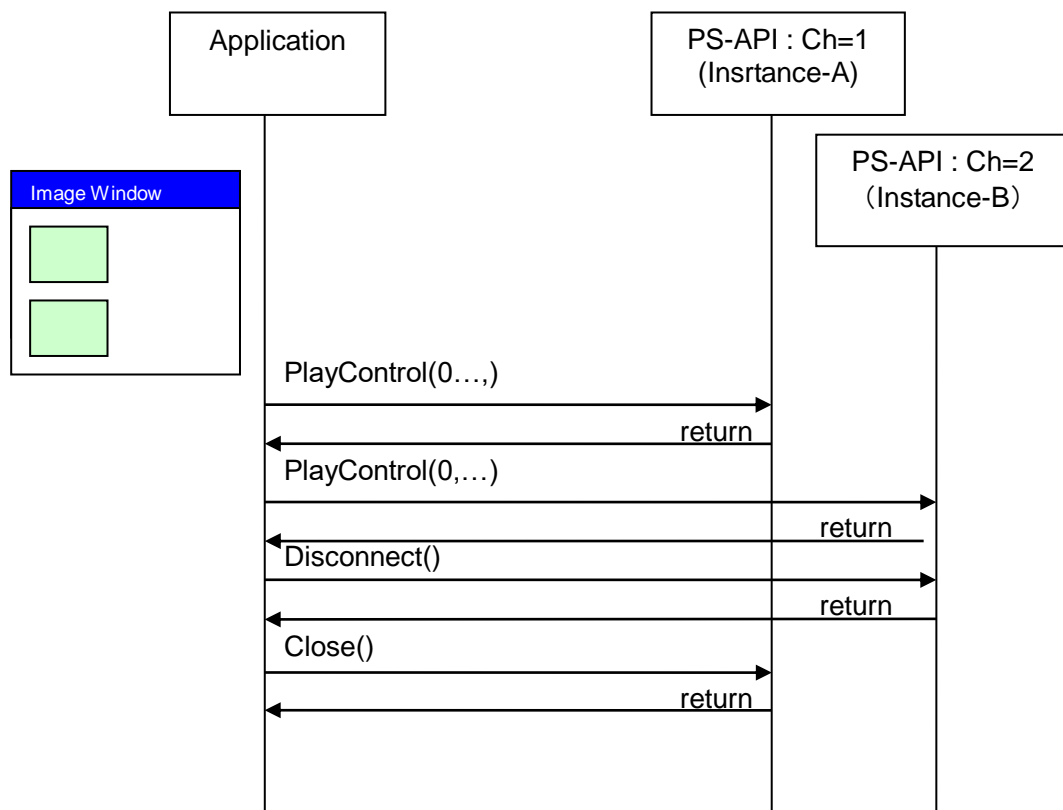 Application
PS-API : Ch=1
(Insrtance-A)
PS-API : Ch=2
（Instance-B）
Image Window
PlayControl(0…,)
return
PlayControl(0,…)
return
Disconnect()
return
Close()
return